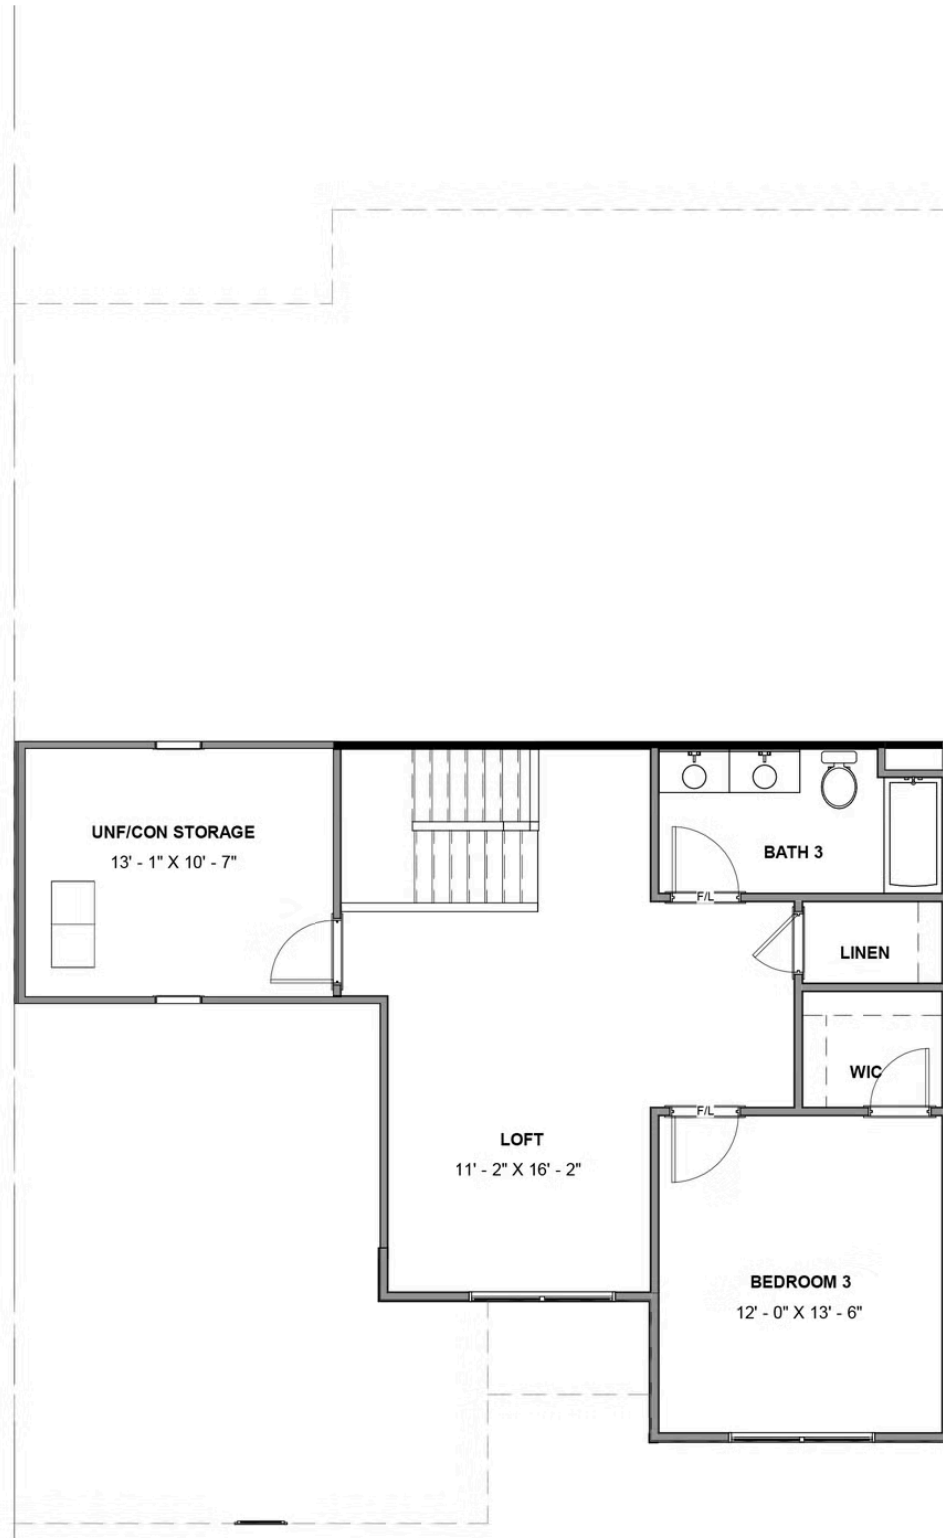 UNF/CON STORAGE
13' - 1" X 10' - 7"
BATH 3
F/L
LINEN
WIC
F/L
LOFT
11' - 2" X 16' - 2"
BEDROOM 3
12' - 0" X 13' - 6"